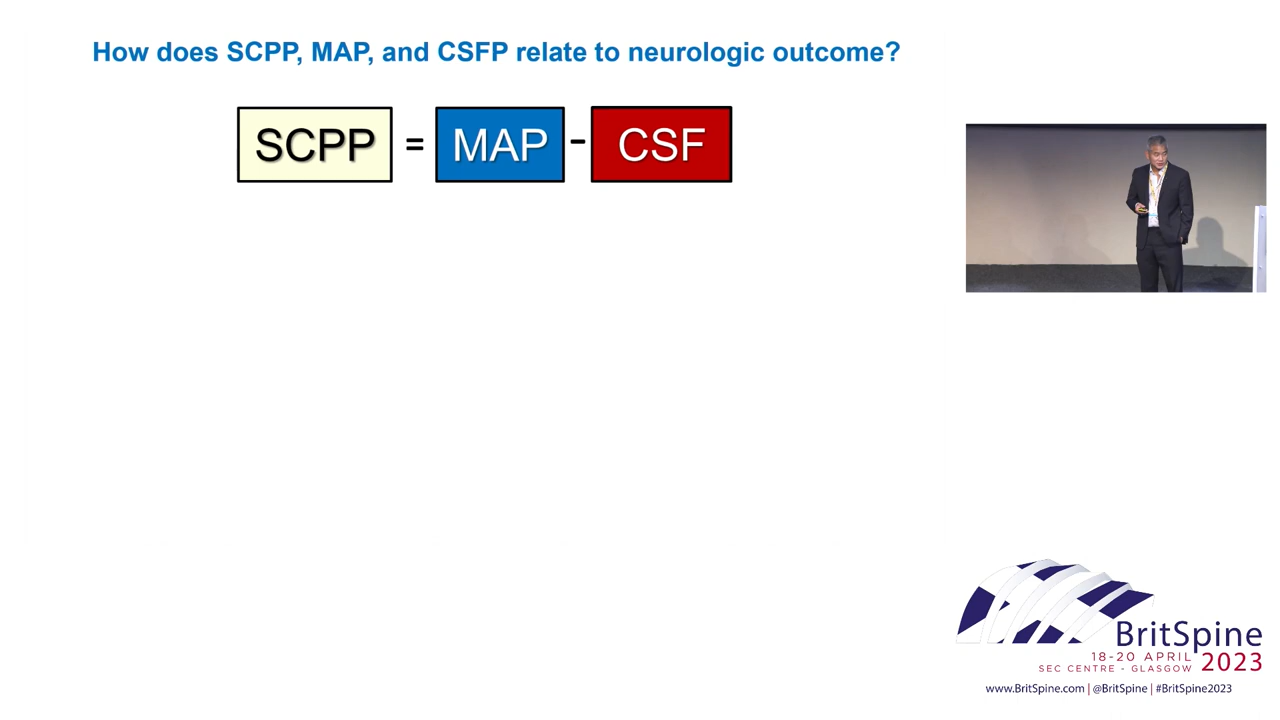 How does SCPP, MAP, and CSFP relate to neurologic outcome?
SCPP = MAP - CSF
BritSpine
18-20 APRIL
SEC CENTRE - GLASGOW 2023
www.BritSpine.com | @BritSpine | #BritSpine2023